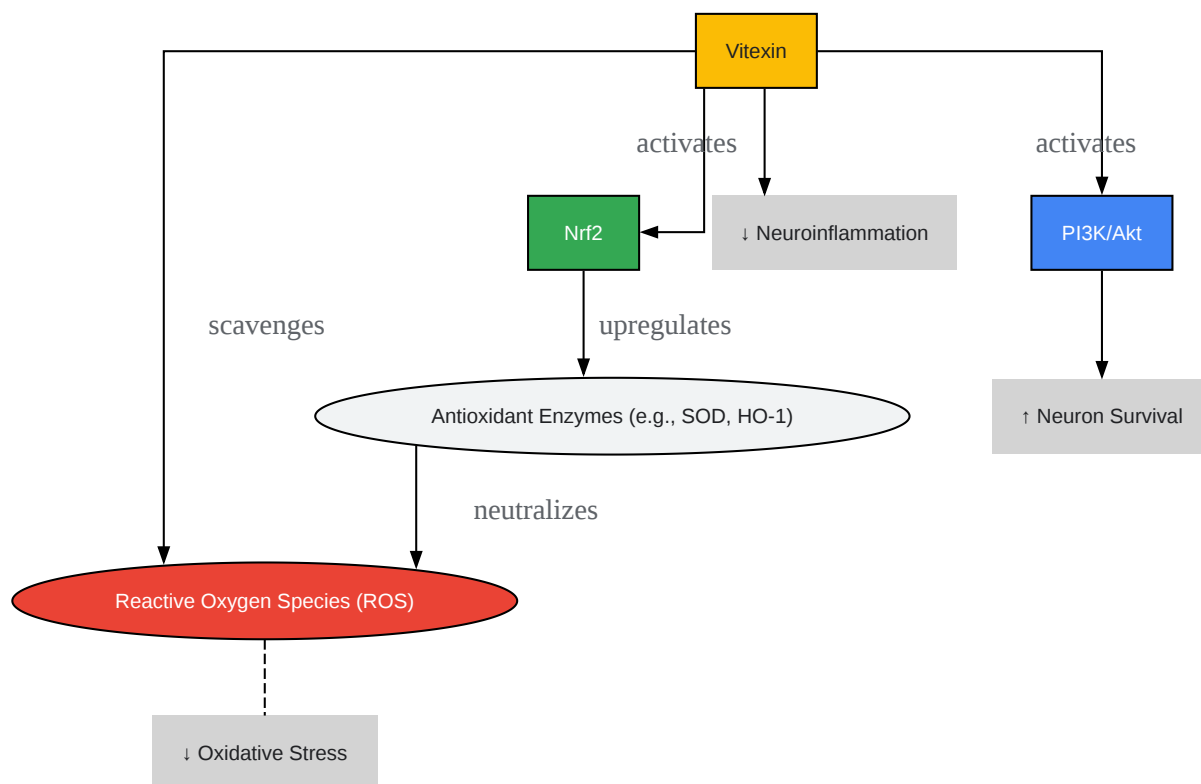 Vitexin
activates
activates
Nrf2
↓ Neuroinflammation
PI3K/Akt
scavenges
upregulates
Antioxidant Enzymes (e.g., SOD, HO-1)
↑ Neuron Survival
neutralizes
Reactive Oxygen Species (ROS)
↓ Oxidative Stress